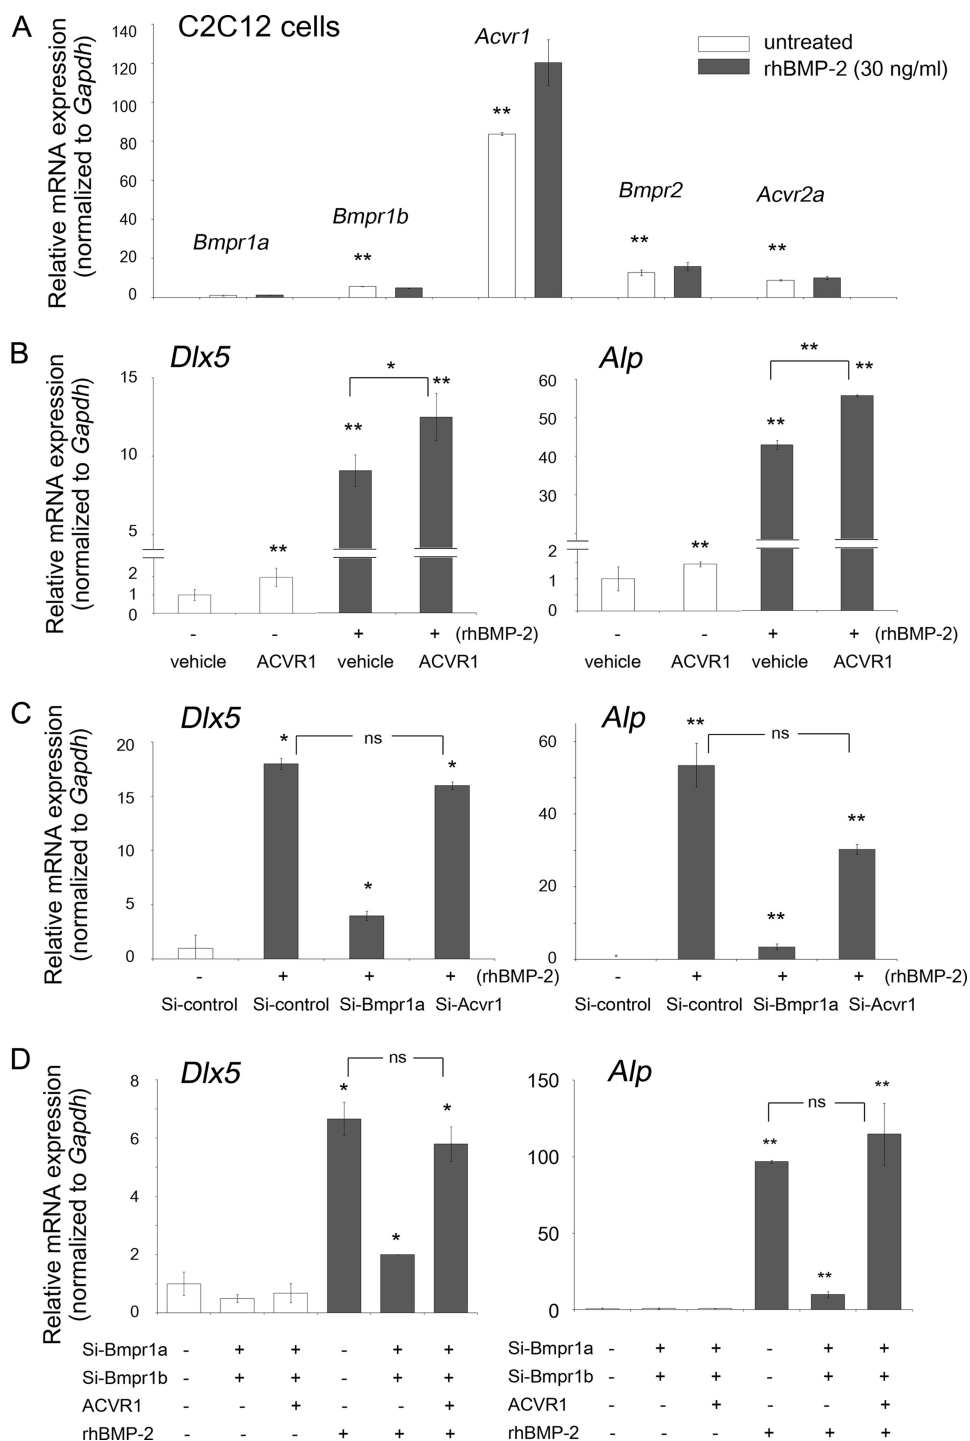 A
C2C12 cells
Relative mRNA expression
(normalized to Gapdh)
140
120
100
80
60
40
20
0
untreated
rhBMP-2 (30 ng/ml)
Bmpr1a
Bmpr1b
**
Acvr1
**
Bmpr2
**
Acvr2a
**
B
Relative mRNA expression
(normalized to Gapdh)
Dlx5
15
10
5
2
1
0
**
**
*
**
- - + + (rhBMP-2)
vehicle ACVR1 vehicle ACVR1
Alp
60
50
40
30
2
1
0
**
**
**
**
- - + + (rhBMP-2)
vehicle ACVR1 vehicle ACVR1
C
Relative mRNA expression
(normalized to Gapdh)
Dlx5
20
15
10
5
0
*
ns
*
*
- + + + (rhBMP-2)
Si-control Si-control Si-Bmpr1a Si-Acvr1
Alp
60
40
20
0
**
ns
**
**
- + + + (rhBMP-2)
Si-control Si-control Si-Bmpr1a Si-Acvr1
D
Relative mRNA expression
(normalized to Gapdh)
Dlx5
8
6
4
2
0
*
ns
*
*
Si-Bmpr1a - + + - + +
Si-Bmpr1b - + + - + +
ACVR1 - - + - - +
rhBMP-2 - - - + + +
Alp
150
100
50
0
**
ns
**
**
Si-Bmpr1a - + + - + +
Si-Bmpr1b - + + - + +
ACVR1 - - + - - +
rhBMP-2 - - - + + +